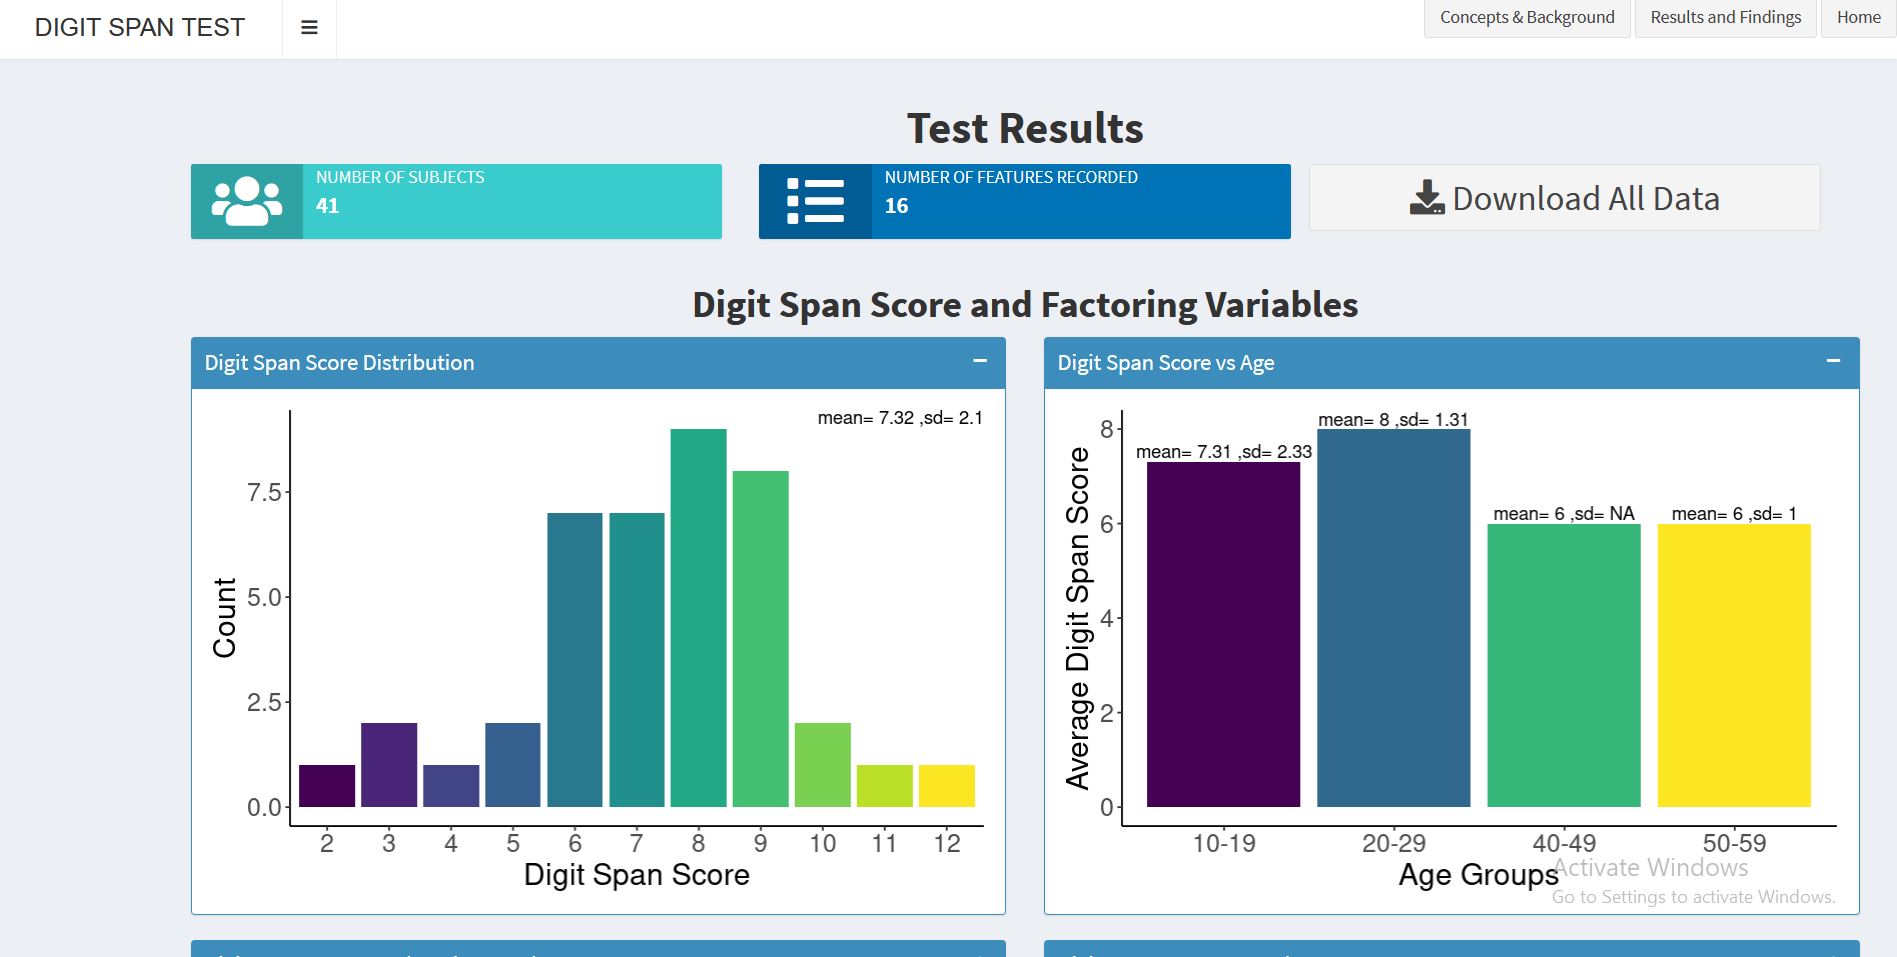 DIGIT SPAN TEST
Concepts & Background
Results and Findings
Home
Test Results
NUMBER OF SUBJECTS
41
NUMBER OF FEATURES RECORDED
16
Download All Data
Digit Span Score and Factoring Variables
Digit Span Score Distribution
mean= 7.32 ,sd= 2.1
Count
7.5
5.0
2.5
0.0
2 3 4 5 6 7 8 9 10 11 12
Digit Span Score
Digit Span Score vs Age
mean= 7.31 ,sd= 2.33
mean= 8 ,sd= 1.31
mean= 6 ,sd= NA
mean= 6 ,sd= 1
Average Digit Span Score
8
6
4
2
0
10-19 20-29 40-49 50-59
Age Groups
Activate Windows
Go to Settings to activate Windows.